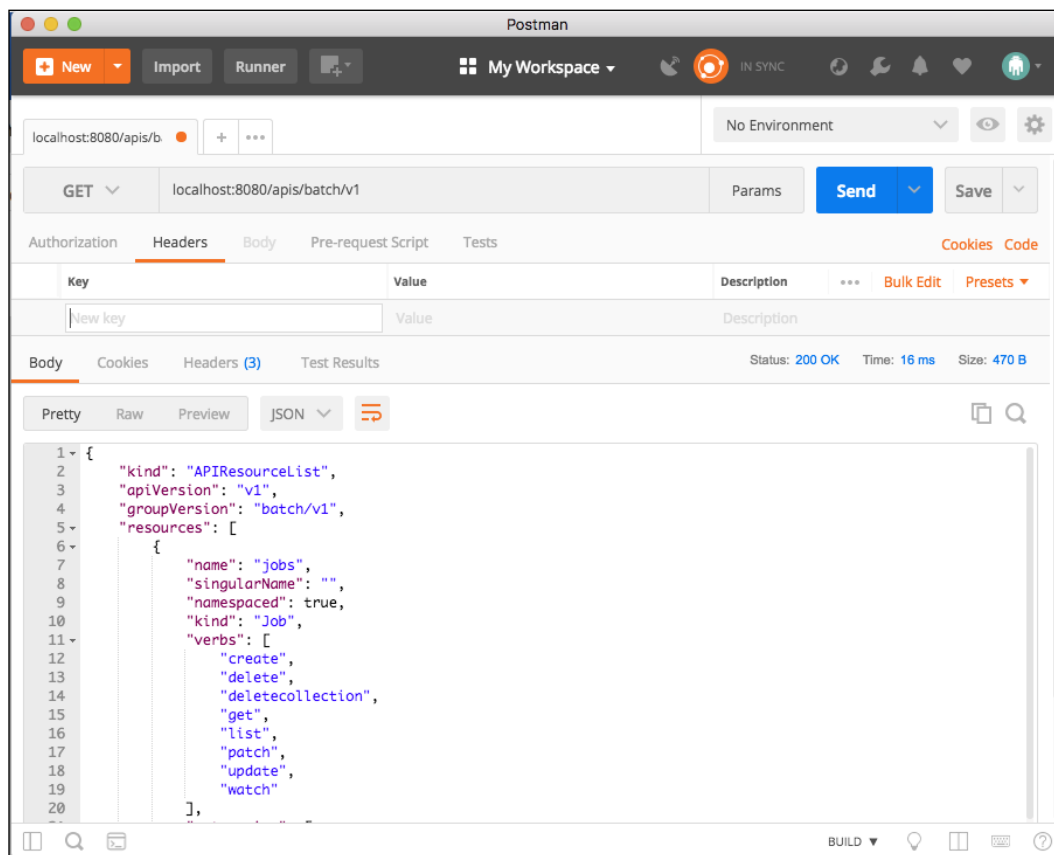 Postman
New Import Runner My Workspace IN SYNC
localhost:8080/apis/b No Environment
GET localhost:8080/apis/batch/v1 Params Send Save
Authorization Headers Body Pre-request Script Tests Cookies Code
Key Value Description Bulk Edit Presets
New key Value Description
Body Cookies Headers (3) Test Results Status: 200 OK Time: 16 ms Size: 470 B
Pretty Raw Preview JSON
1 {
2 "kind": "APIResourceList",
3 "apiVersion": "v1",
4 "groupVersion": "batch/v1",
5 "resources": [
6 {
7 "name": "jobs",
8 "singularName": "",
9 "namespaced": true,
10 "kind": "Job",
11 "verbs": [
12 "create",
13 "delete",
14 "deletecollection",
15 "get",
16 "list",
17 "patch",
18 "update",
19 "watch"
20 ],
BUILD